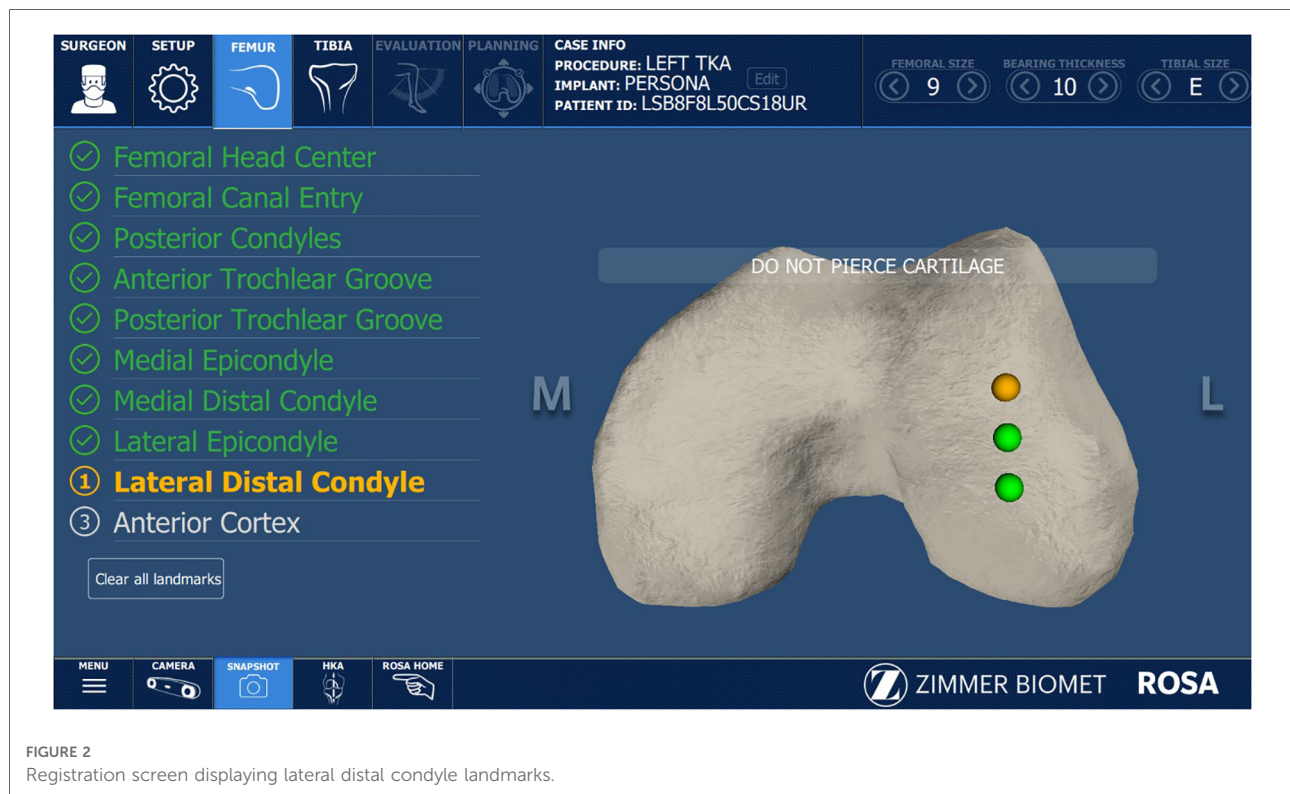 SURGEON
SETUP
FEMUR
TIBIA
EVALUATION
PLANNING
CASE INFO
PROCEDURE: LEFT TKA
IMPLANT: PERSONA
Edit
PATIENT ID: LSB8F8L50CS18UR
FEMORAL SIZE
9
BEARING THICKNESS
10
TIBIAL SIZE
E
Femoral Head Center
Femoral Canal Entry
Posterior Condyles
Anterior Trochlear Groove
Posterior Trochlear Groove
Medial Epicondyle
Medial Distal Condyle
Lateral Epicondyle
1 Lateral Distal Condyle
3 Anterior Cortex
Clear all landmarks
DO NOT PIERCE CARTILAGE
M
L
MENU
CAMERA
SNAPSHOT
HKA
ROSA HOME
Z ZIMMER BIOMET
ROSA
FIGURE 2
Registration screen displaying lateral distal condyle landmarks.